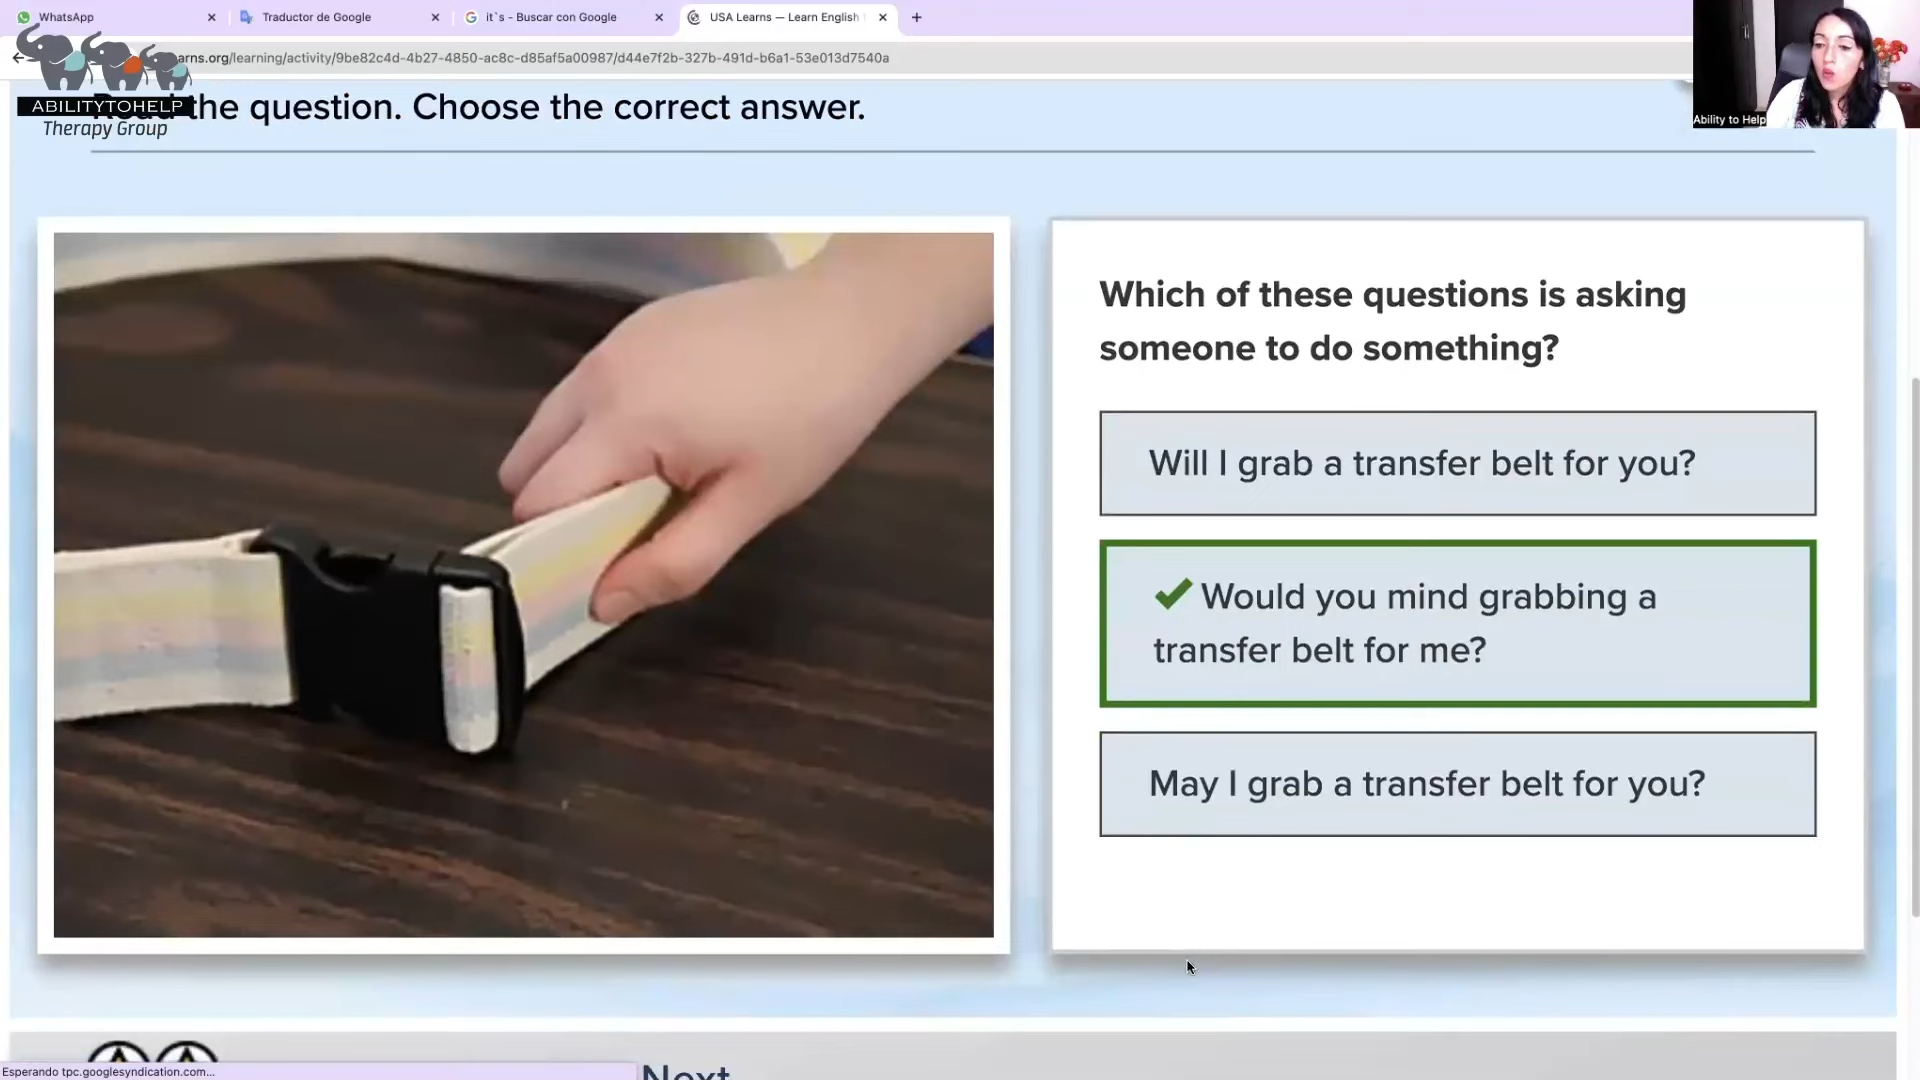 WhatsApp
Traductor de Google
it`s - Buscar con Google
USA Learns — Learn English
arns.org/learning/activity/9be82c4d-4b27-4850-ac8c-d85af5a00987/d44e7f2b-327b-491d-b6a1-53e013d7540a
ABILITYTOHELP
Therapy Group
Read the question. Choose the correct answer.
Ability to Help
Which of these questions is asking
someone to do something?
Will I grab a transfer belt for you?
Would you mind grabbing a
transfer belt for me?
May I grab a transfer belt for you?
Next
Esperando tpc.googlesyndication.com...